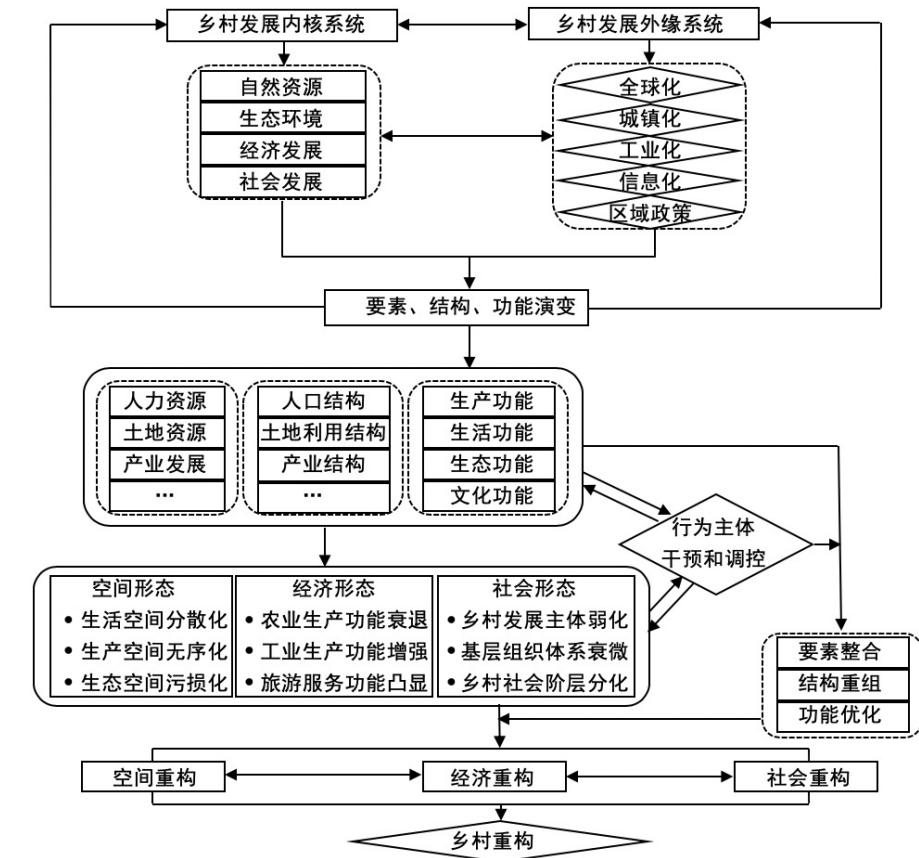 乡村发展内核系统
乡村发展外缘系统
自然资源
生态环境
经济发展
社会发展
全球化
城镇化
工业化
信息化
区域政策
要素、结构、功能演变
人力资源
土地资源
产业发展
…
人口结构
土地利用结构
产业结构
…
生产功能
生活功能
生态功能
文化功能
行为主体
干预和调控
空间形态
• 生活空间分散化
• 生产空间无序化
• 生态空间污损化
经济形态
• 农业生产功能衰退
• 工业生产功能增强
• 旅游服务功能凸显
社会形态
• 乡村发展主体弱化
• 基层组织体系衰微
• 乡村社会阶层分化
要素整合
结构重组
功能优化
空间重构
经济重构
社会重构
乡村重构